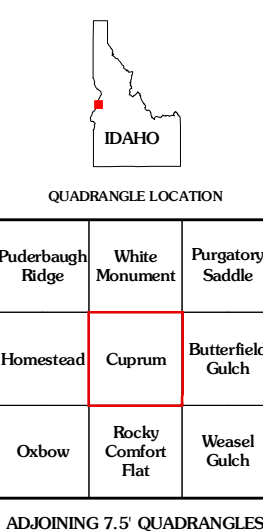 IDAHO
QUADRANGLE LOCATION
Puderbaugh
Ridge
White
Monument
Purgatory
Saddle
Homestead
Cuprum
Butterfield
Gulch
Oxbow
Rocky
Comfort
Flat
Weasel
Gulch
ADJOINING 7.5' QUADRANGLES